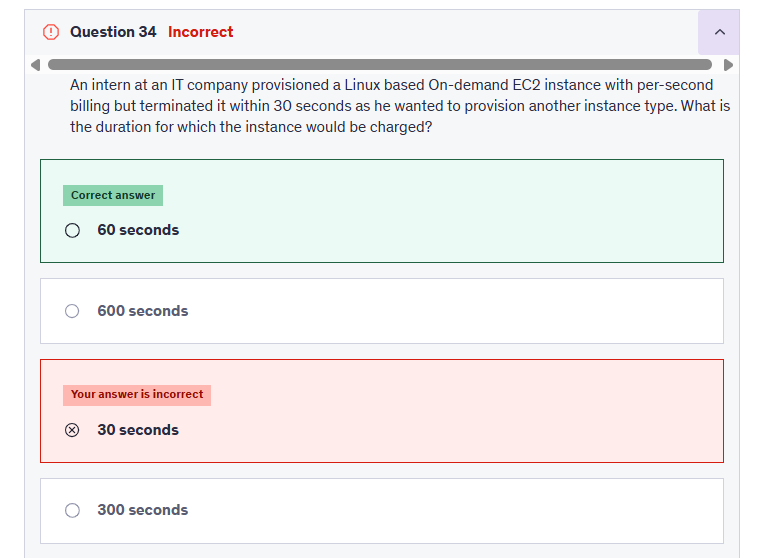 Question 34 Incorrect
An intern at an IT company provisioned a Linux based On-demand EC2 instance with per-second
billing but terminated it within 30 seconds as he wanted to provision another instance type. What is
the duration for which the instance would be charged?
Correct answer
60 seconds
600 seconds
Your answer is incorrect
30 seconds
300 seconds